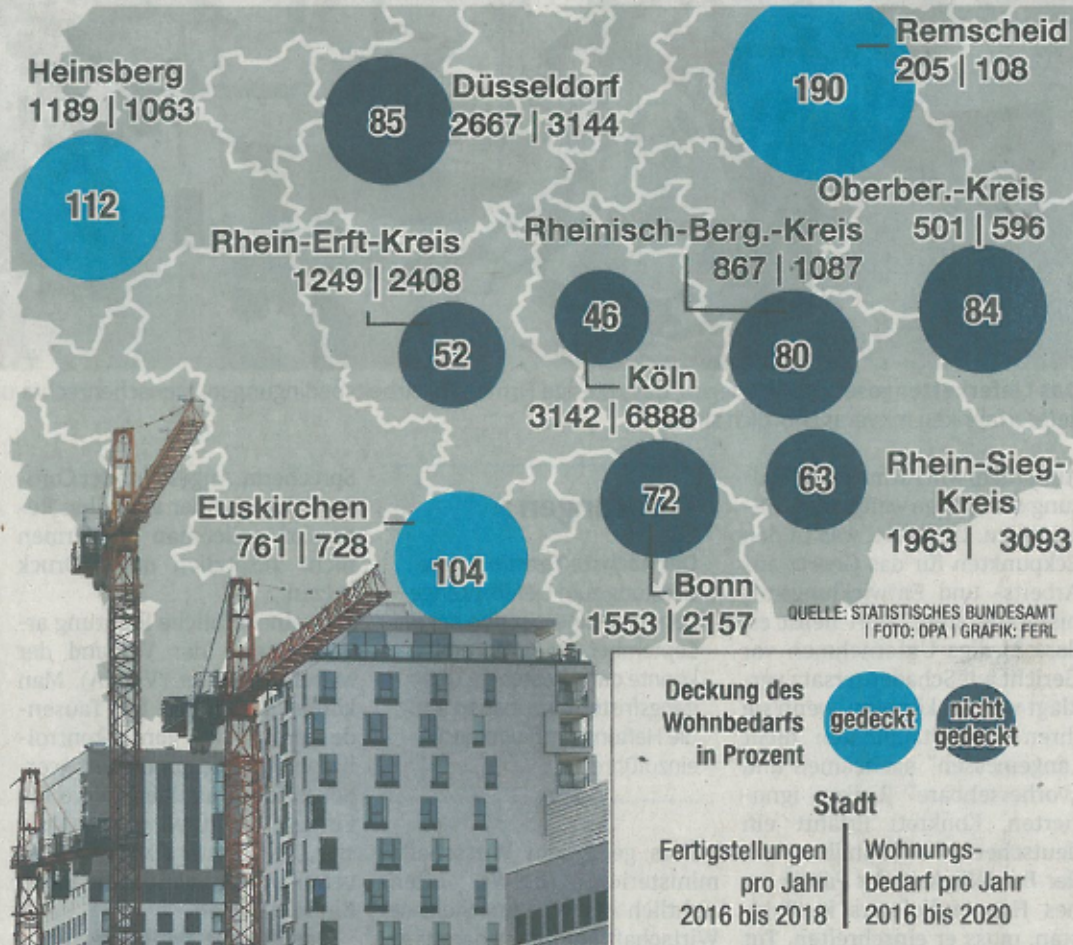 Heinsberg
1189 | 1063
112
85
Düsseldorf
2667 | 3144
190
Remscheid
205 | 108
Oberber.-Kreis
501 | 596
84
Rhein-Erft-Kreis
1249 | 2408
52
Rheinisch-Berg.-Kreis
867 | 1087
80
46
Köln
3142 | 6888
Euskirchen
761 | 728
104
72
Bonn
1553 | 2157
63
Rhein-Sieg-
Kreis
1963 | 3093
QUELLE: STATISTISCHES BUNDESAMT
| FOTO: DPA | GRAFIK: FERL
Deckung des
Wohnbedarfs
in Prozent
gedeckt
nicht
gedeckt
Stadt
Fertigstellungen
pro Jahr
2016 bis 2018
Wohnungs-
bedarf pro Jahr
2016 bis 2020